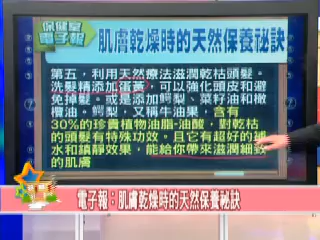 保健室
電子報
肌膚乾燥時的天然保養祕訣
第五，利用天然療法滋潤乾枯頭髮。
洗髮精添加蛋黃，可以強化頭皮和避
免掉髮。或是添加鱷梨、菜籽油和橄
欖油。鱷梨，又稱牛油果，含有
30%的珍貴植物油脂-油酸，對乾枯
的頭髮有特殊功效。且它有超好的補
水和鎮靜效果，能給你帶來滋潤細緻
的肌膚
電子報：肌膚乾燥時的天然保養祕訣